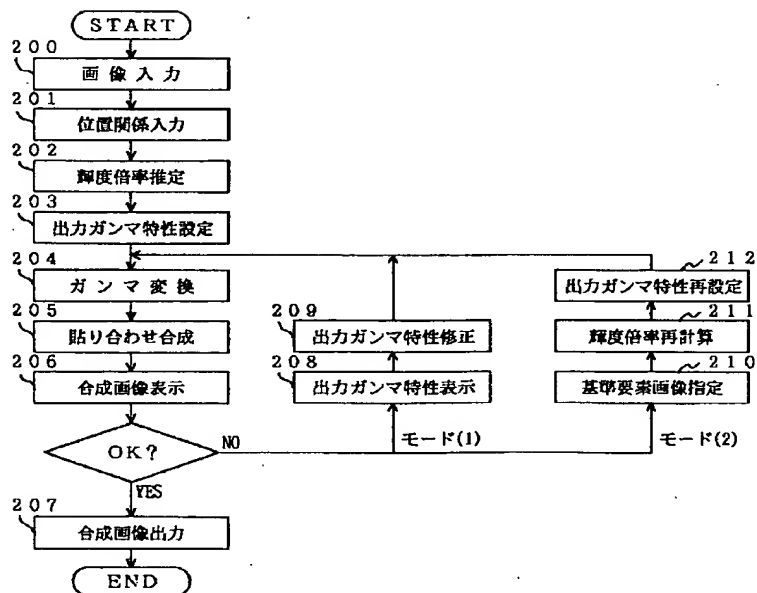 START
200
画像入力
201
位置関係入力
202
輝度倍率推定
203
出力ガンマ特性設定
204
ガンマ変換
205
貼り合わせ合成
206
合成画像表示
OK?
NO
YES
207
合成画像出力
END
209
出力ガンマ特性修正
208
出力ガンマ特性表示
モード(1)
212
出力ガンマ特性再設定
211
輝度倍率再計算
210
基準要素画像指定
モード(2)